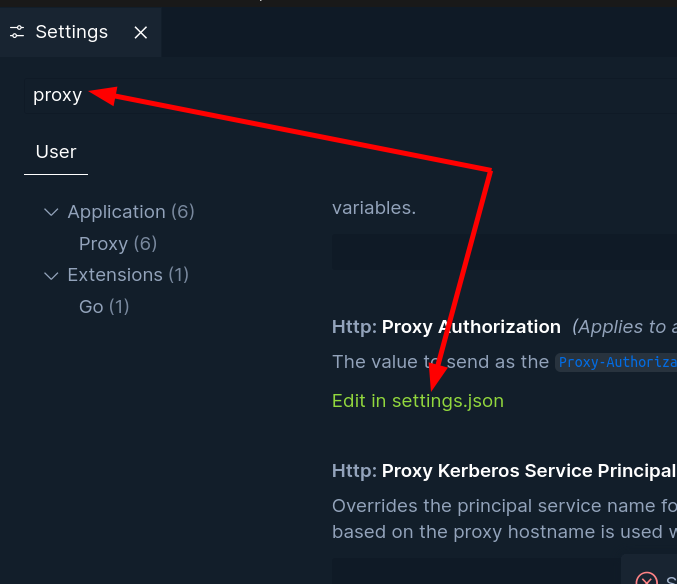 Settings
proxy
User
Application (6)
Proxy (6)
Extensions (1)
Go (1)
variables.
Http: Proxy Authorization (Applies to a
The value to send as the Proxy-Authoriza
Edit in settings.json
Http: Proxy Kerberos Service Principal
Overrides the principal service name fo
based on the proxy hostname is used w